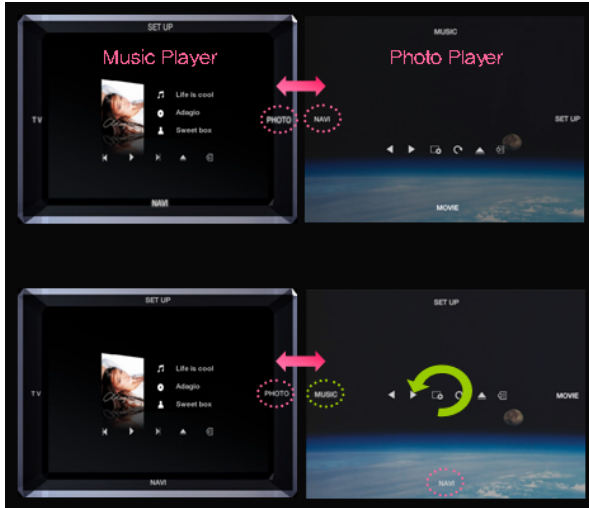 SET UP
Music Player
Life is cool
Adagio
Sweet box
TV
PHOTO
NAVI
MUSIC
Photo Player
NAVI
SET UP
MOVIE
SET UP
Life is cool
Adagio
Sweet box
TV
PHOTO
NAVI
SET UP
MUSIC
MOVIE
NAVI